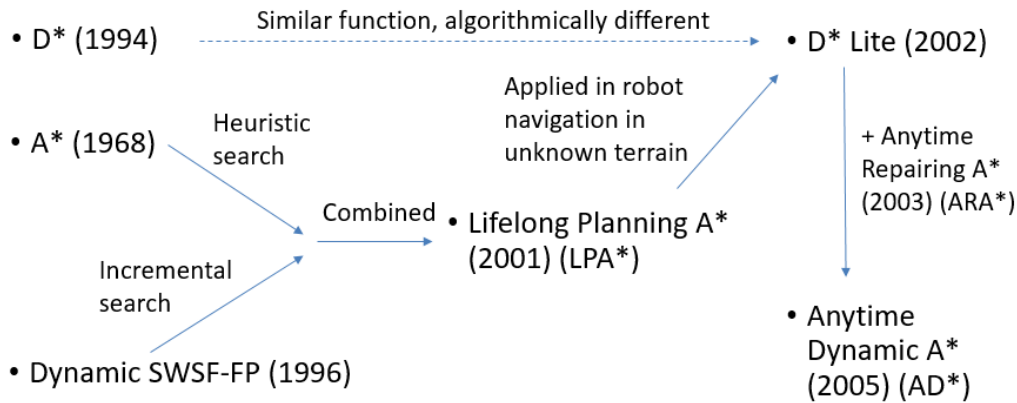 Similar function, algorithmically different
• D* (1994)
• D* Lite (2002)
Applied in robot
navigation in
unknown terrain
Heuristic
search
• A* (1968)
+ Anytime
Repairing A*
(2003) (ARA*)
Combined
• Lifelong Planning A*
(2001) (LPA*)
Incremental
search
• Anytime
Dynamic A*
(2005) (AD*)
• Dynamic SWSF-FP (1996)